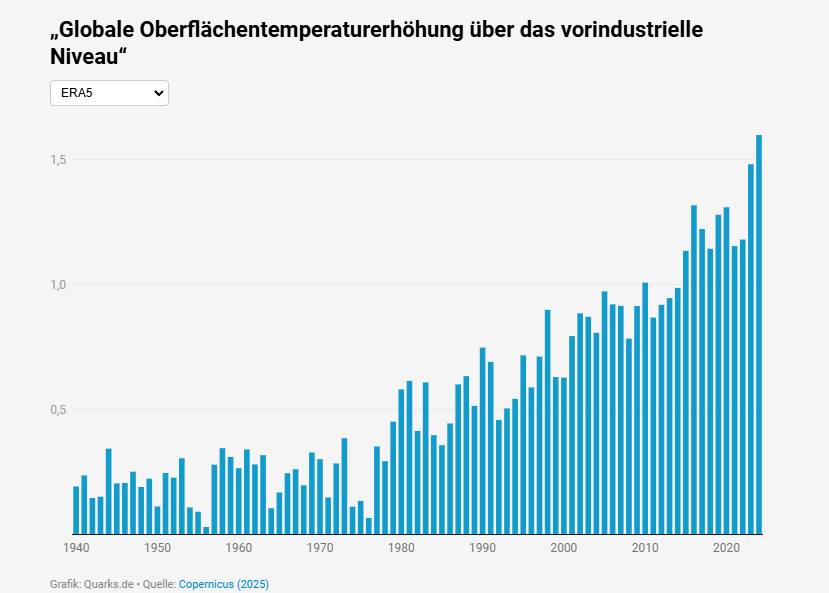 „Globale Oberflächentemperaturerhöhung über das vorindustrielle
Niveau“
ERA5
1,5
1,0
0,5
1940 1950 1960 1970 1980 1990 2000 2010 2020
Grafik: Quarks.de • Quelle: Copernicus (2025)